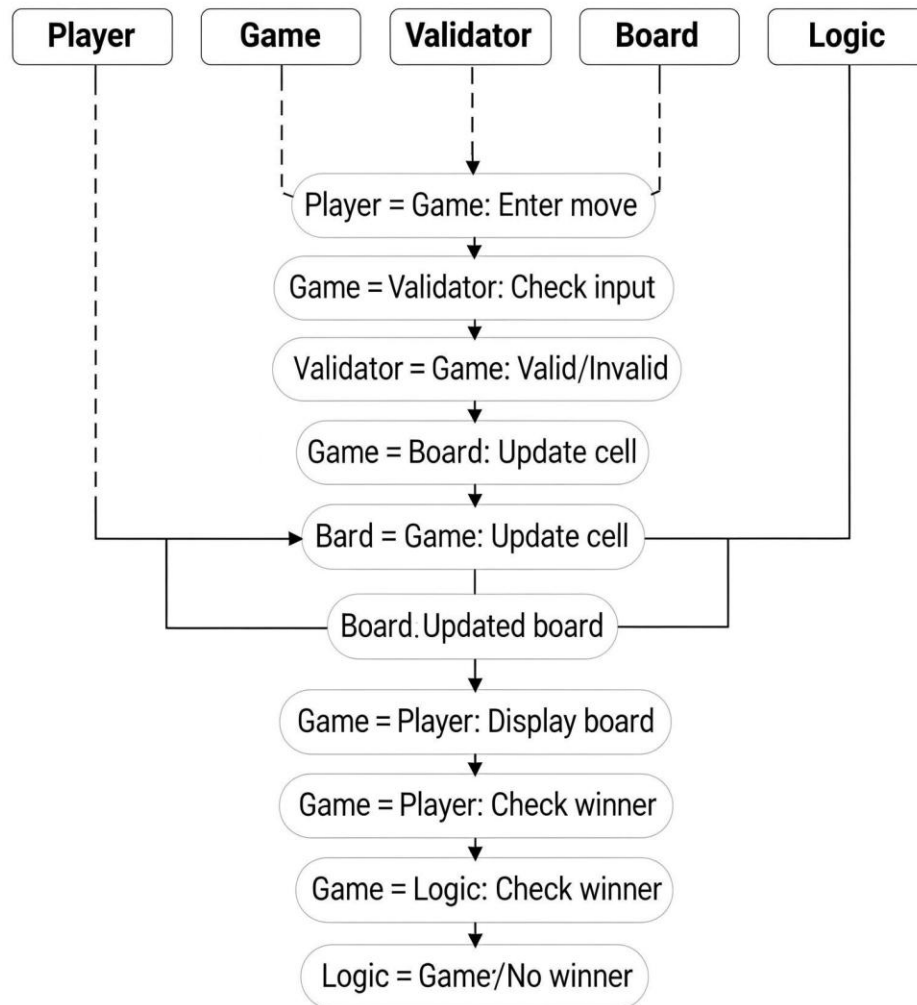 Player
Game
Validator
Board
Logic
Player = Game: Enter move
Game = Validator: Check input
Validator = Game: Valid/Invalid
Game = Board: Update cell
Bard = Game: Update cell
Board: Updated board
Game = Player: Display board
Game = Player: Check winner
Game = Logic: Check winner
Logic = Game:/No winner